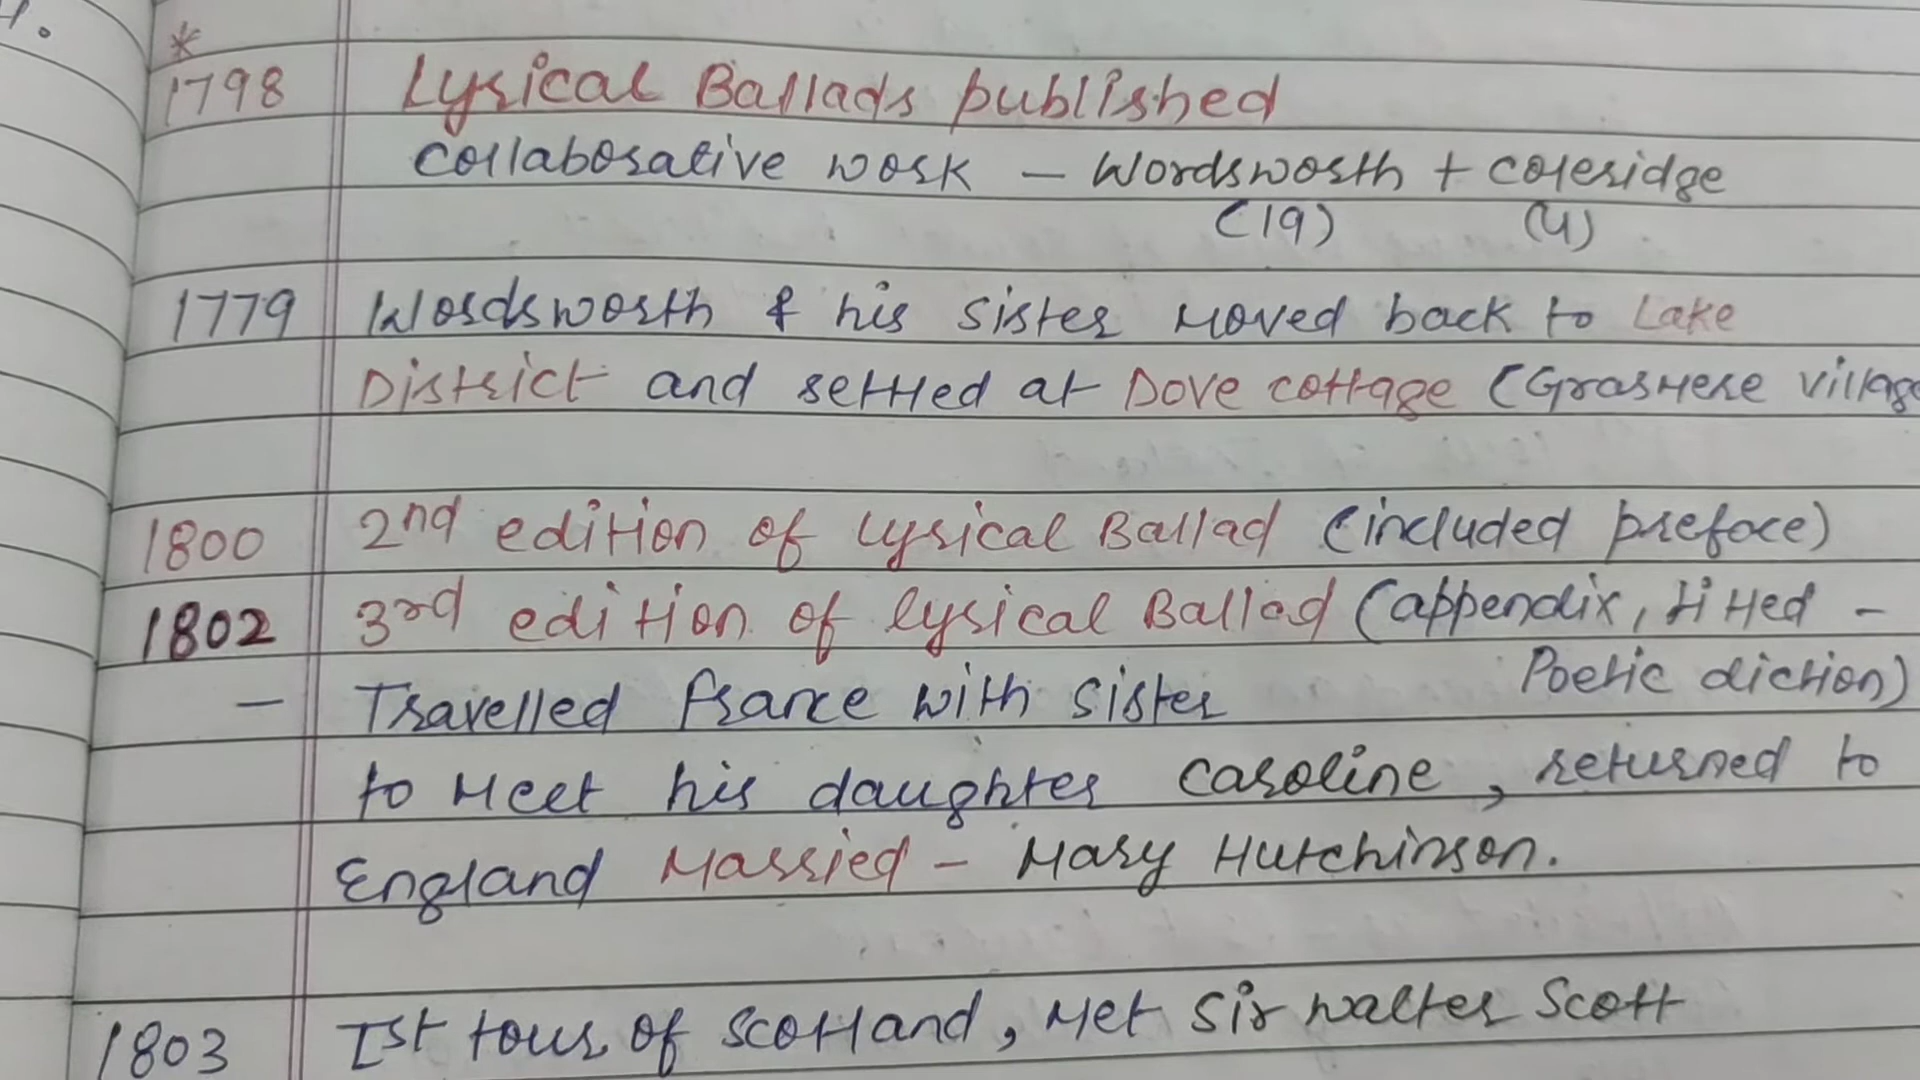 *
1798 Lyrical Ballads published
collaborative work – Wordsworth + coleridge
(19) (4)
1779 Wordsworth & his sister moved back to Lake
District and settled at Dove cottage (Grasmere village
1800 2nd edition of Lyrical Ballad (included preface)
1802 3rd edition of lyrical Ballad (appendix, titled -
Poetic diction)
– Travelled france with sister
to meet his daughter Caroline, returned to
England Married – Mary Hutchinson.
1803 Ist tour of scotland, met Sir walter Scott